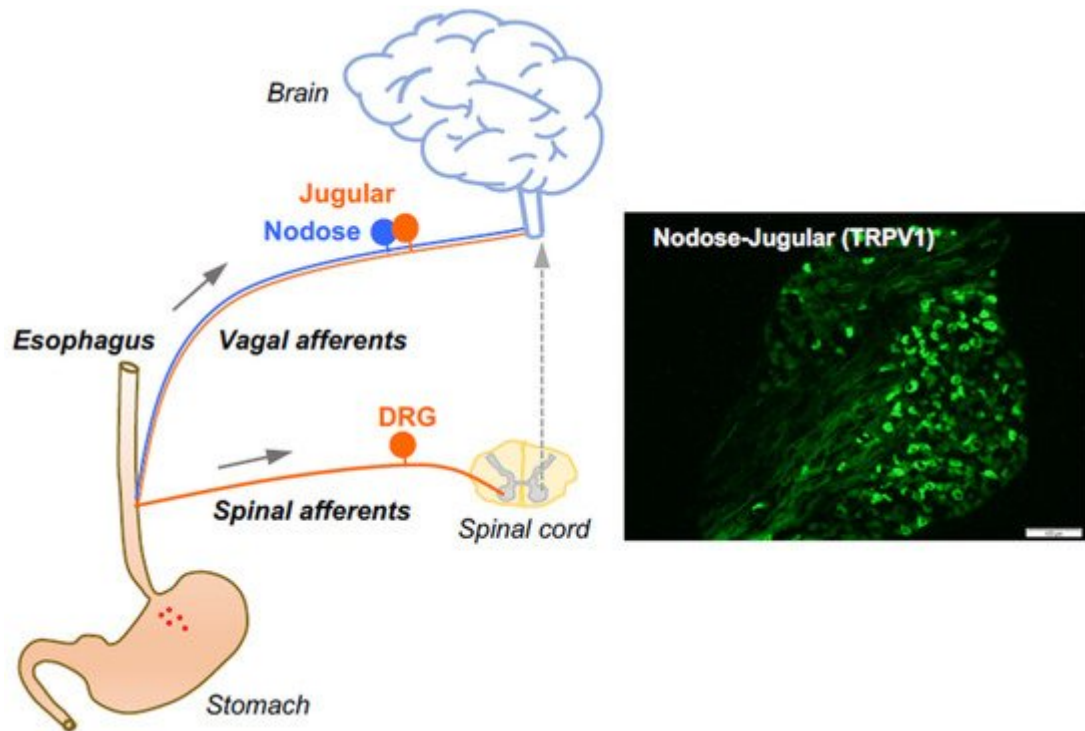 Brain
Jugular
Nodose
Nodose-Jugular (TRPV1)
Esophagus
Vagal afferents
DRG
Spinal afferents
Spinal cord
Stomach